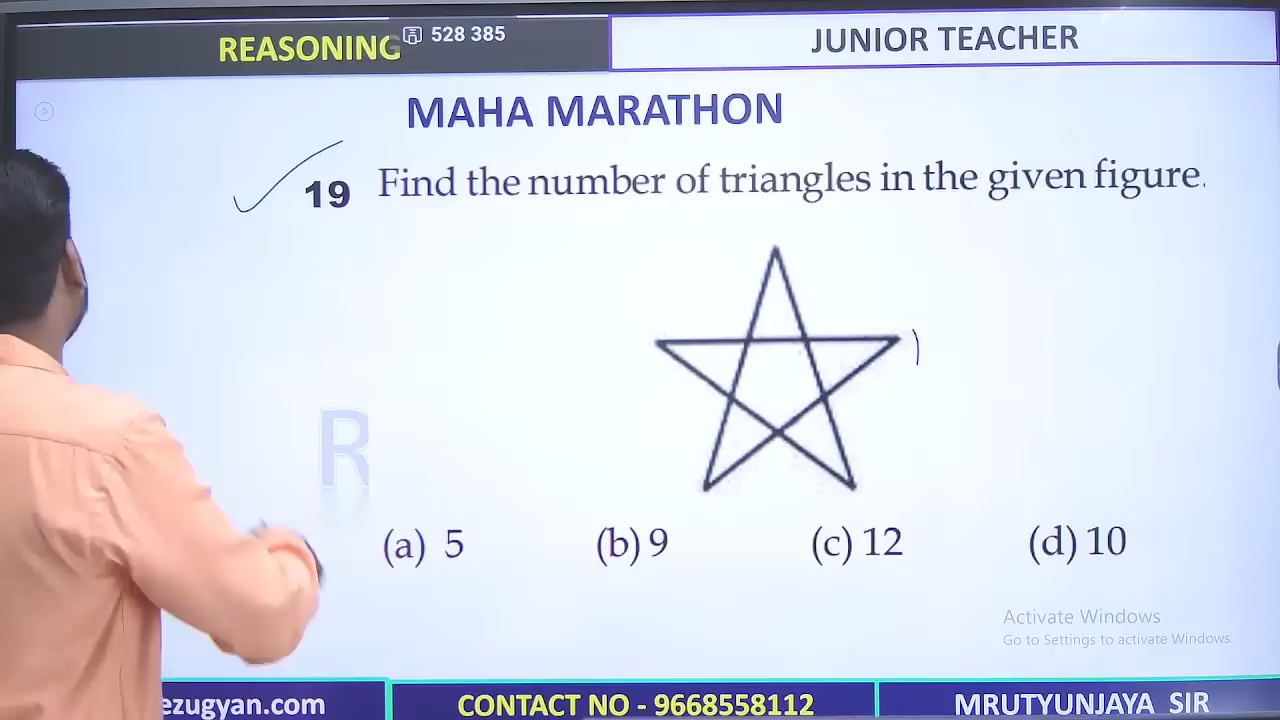 REASONING
528 385
JUNIOR TEACHER
MAHA MARATHON
19 Find the number of triangles in the given figure.
R
(a) 5 (b) 9 (c) 12 (d) 10
Activate Windows
Go to Settings to activate Windows.
ezugyan.com
CONTACT NO - 9668558112
MRUTYUNJAYA SIR